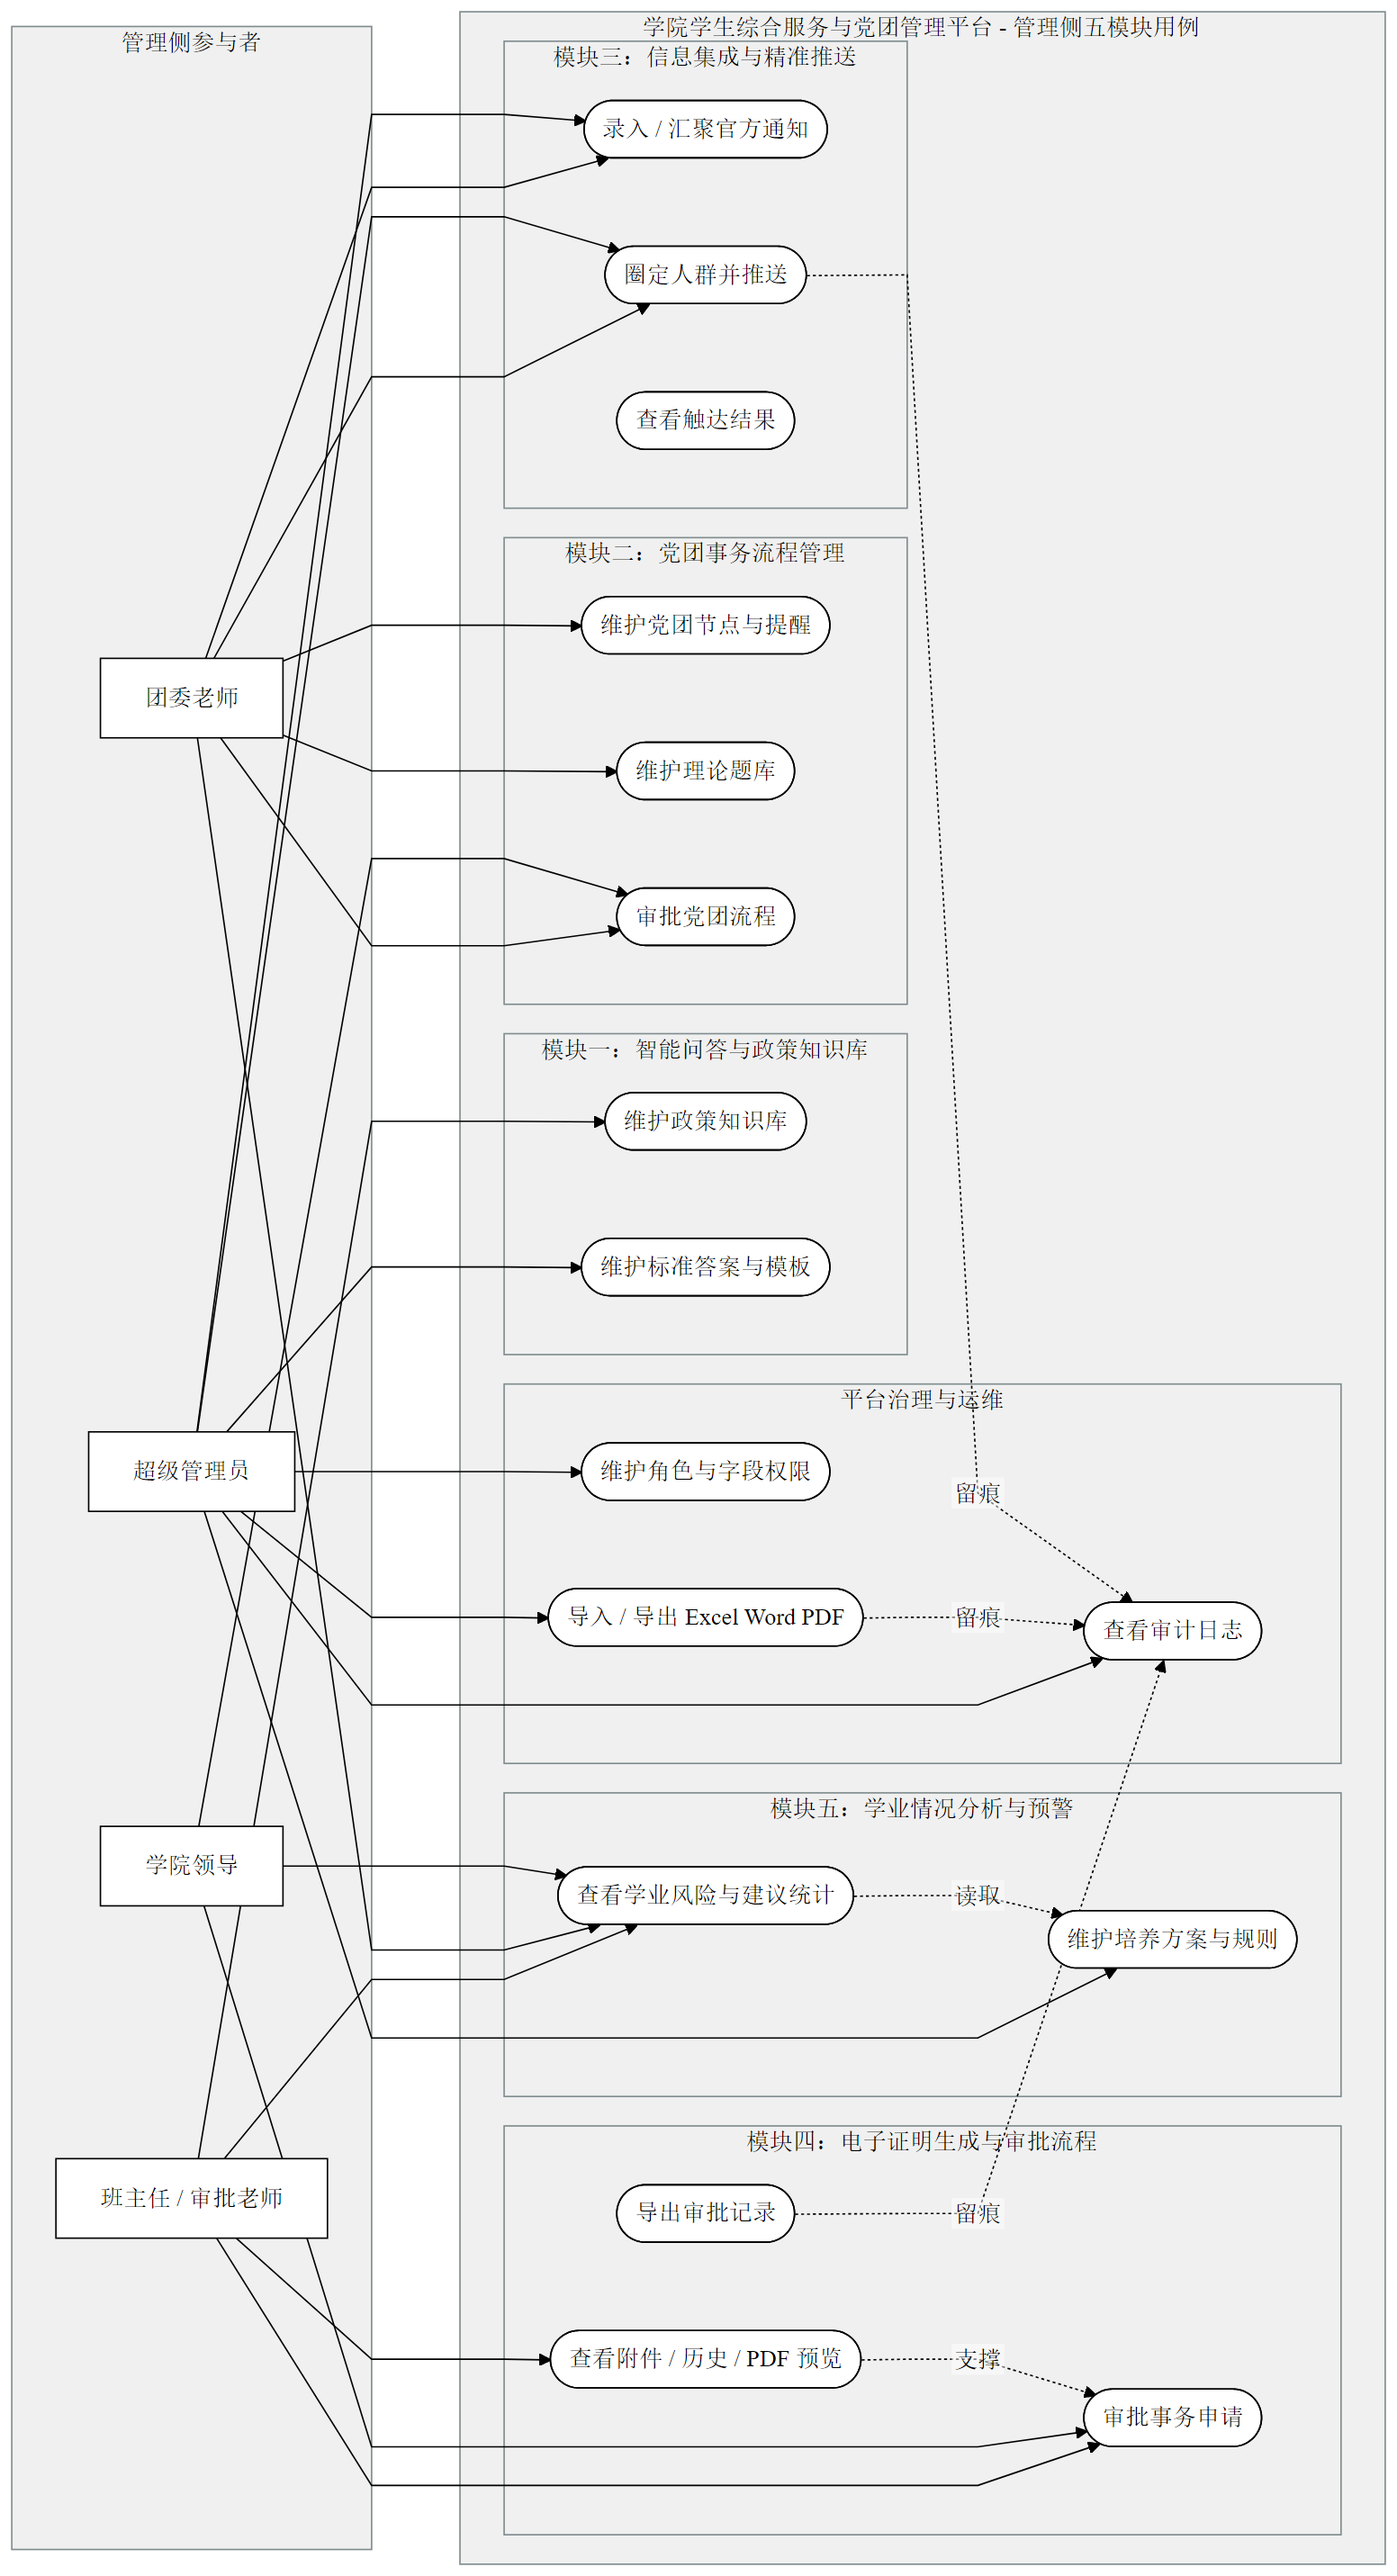 管理侧参与者
团委老师
超级管理员
学院领导
班主任 / 审批老师
学院学生综合服务与党团管理平台 - 管理侧五模块用例
模块三：信息集成与精准推送
录入 / 汇聚官方通知
圈定人群并推送
查看触达结果
模块二：党团事务流程管理
维护党团节点与提醒
维护理论题库
审批党团流程
模块一：智能问答与政策知识库
维护政策知识库
维护标准答案与模板
平台治理与运维
维护角色与字段权限
留痕
导入 / 导出 Excel Word PDF
留痕
查看审计日志
模块五：学业情况分析与预警
查看学业风险与建议统计
读取
维护培养方案与规则
模块四：电子证明生成与审批流程
导出审批记录
留痕
查看附件 / 历史 / PDF 预览
支撑
审批事务申请